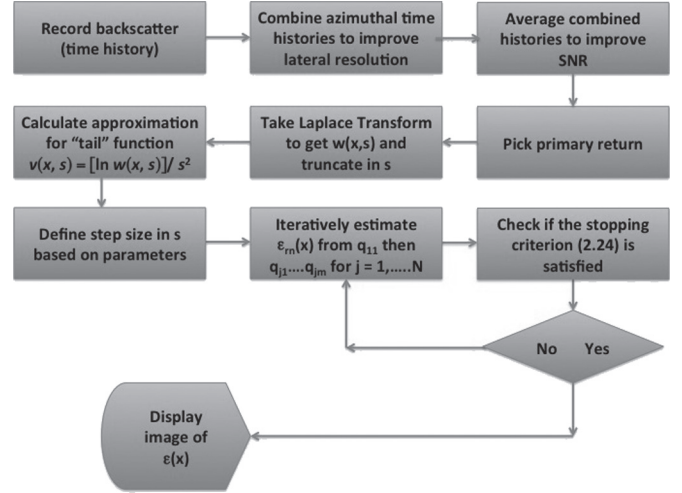 Record backscatter
(time history)
Combine azimuthal time
histories to improve
lateral resolution
Average combined
histories to improve
SNR
Pick primary return
Take Laplace Transform
to get w(x,s) and
truncate in s
Calculate approximation
for “tail” function
v(x, s) = [ln w(x, s)]/ s²
Define step size in s
based on parameters
Iteratively estimate
εrn(x) from q11 then
qj1....qjm for j = 1,.....N
Check if the stopping
criterion (2.24) is
satisfied
No Yes
Display
image of
ε(x)